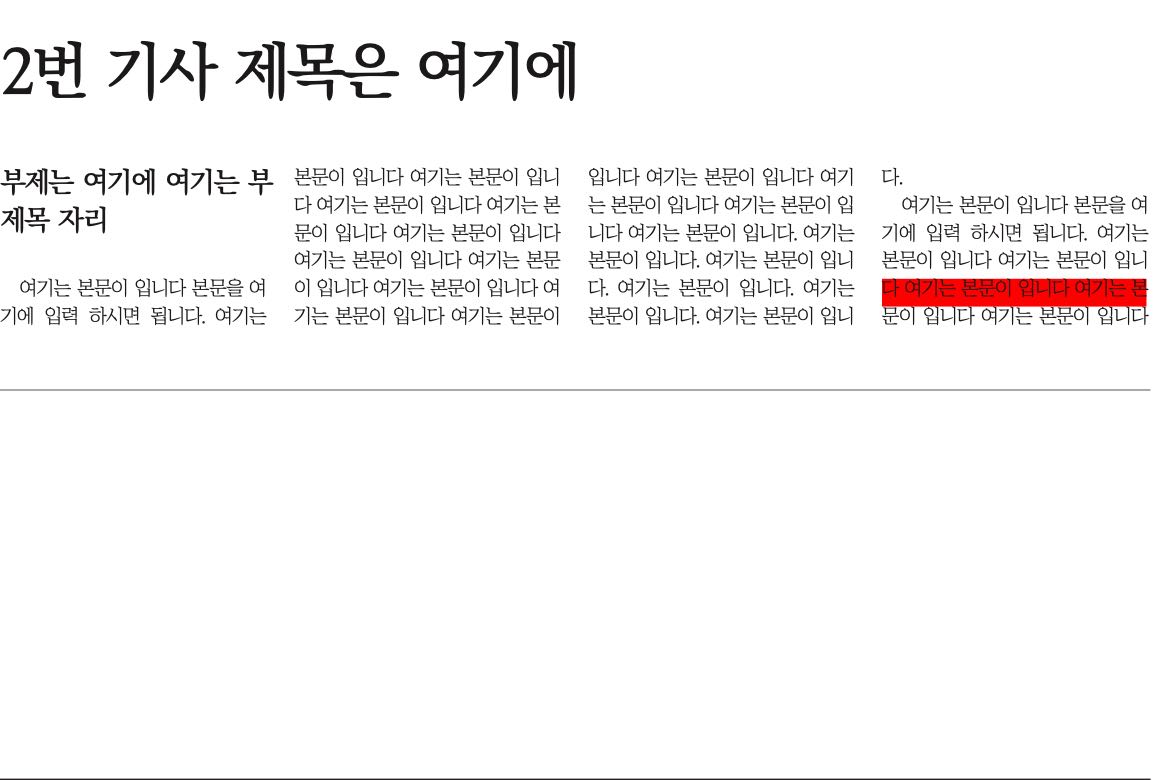 2번 기사 제목은 여기에
부제는 여기에 여기는 부
제목 자리
여기는 본문이 입니다 본문을 여
기에 입력 하시면 됩니다. 여기는
본문이 입니다 여기는 본문이 입니
다 여기는 본문이 입니다 여기는 본
문이 입니다 여기는 본문이 입니다
여기는 본문이 입니다 여기는 본문
이 입니다 여기는 본문이 입니다 여
기는 본문이 입니다 여기는 본문이
입니다 여기는 본문이 입니다 여기
는 본문이 입니다 여기는 본문이 입
니다 여기는 본문이 입니다. 여기는
본문이 입니다. 여기는 본문이 입니
다. 여기는 본문이 입니다. 여기는
본문이 입니다. 여기는 본문이 입니
다.
여기는 본문이 입니다 본문을 여
기에 입력 하시면 됩니다. 여기는
본문이 입니다 여기는 본문이 입니
다 여기는 본문이 입니다 여기는 본
문이 입니다 여기는 본문이 입니다